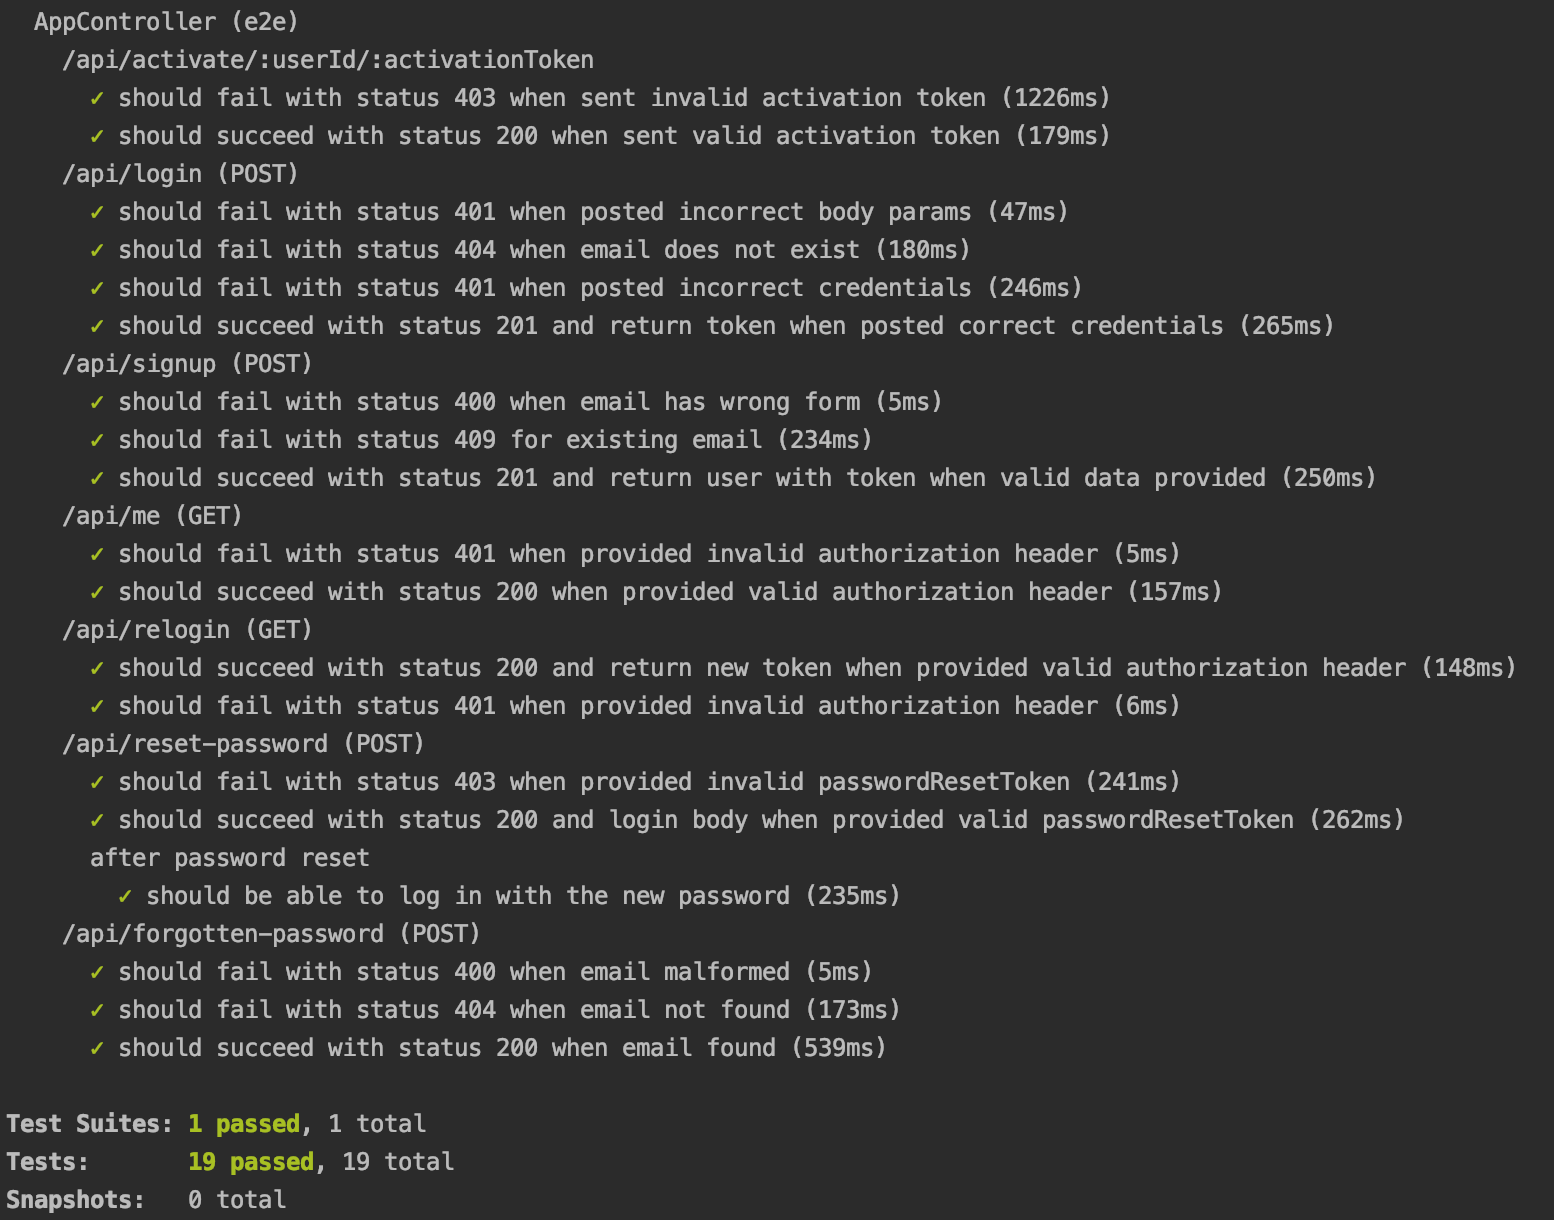 AppController (e2e)
/api/activate/:userId/:activationToken
✓ should fail with status 403 when sent invalid activation token (1226ms)
✓ should succeed with status 200 when sent valid activation token (179ms)
/api/login (POST)
✓ should fail with status 401 when posted incorrect body params (47ms)
✓ should fail with status 404 when email does not exist (180ms)
✓ should fail with status 401 when posted incorrect credentials (246ms)
✓ should succeed with status 201 and return token when posted correct credentials (265ms)
/api/signup (POST)
✓ should fail with status 400 when email has wrong form (5ms)
✓ should fail with status 409 for existing email (234ms)
✓ should succeed with status 201 and return user with token when valid data provided (250ms)
/api/me (GET)
✓ should fail with status 401 when provided invalid authorization header (5ms)
✓ should succeed with status 200 when provided valid authorization header (157ms)
/api/relogin (GET)
✓ should succeed with status 200 and return new token when provided valid authorization header (148ms)
✓ should fail with status 401 when provided invalid authorization header (6ms)
/api/reset-password (POST)
✓ should fail with status 403 when provided invalid passwordResetToken (241ms)
✓ should succeed with status 200 and login body when provided valid passwordResetToken (262ms)
after password reset
✓ should be able to log in with the new password (235ms)
/api/forgotten-password (POST)
✓ should fail with status 400 when email malformed (5ms)
✓ should fail with status 404 when email not found (173ms)
✓ should succeed with status 200 when email found (539ms)
Test Suites: 1 passed, 1 total
Tests: 19 passed, 19 total
Snapshots: 0 total